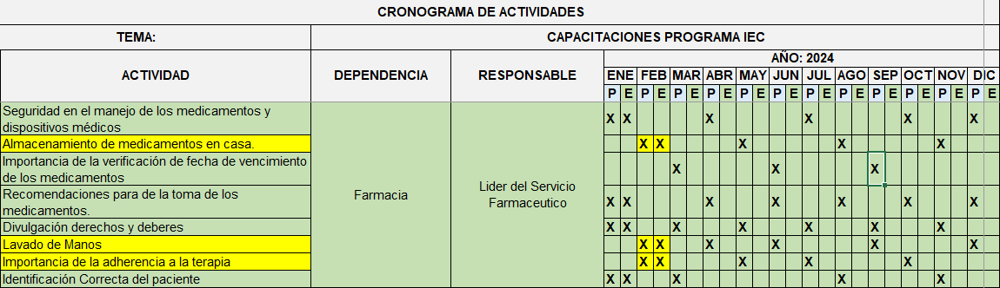 CRONOGRAMA DE ACTIVIDADES
TEMA: CAPACITACIONES PROGRAMA IEC
ACTIVIDAD DEPENDENCIA RESPONSABLE AÑO: 2024
ENE FEB MAR ABR MAY JUN JUL AGO SEP OCT NOV DIC
P E P E P E P E P E P E P E P E P E P E P E P E
Seguridad en el manejo de los medicamentos y
dispositivos médicos X X X X X X
Almacenamiento de medicamentos en casa. X X X X X
Importancia de la verificación de fecha de vencimiento
de los medicamentos X X X
Recomendaciones para de la toma de los
medicamentos. X X X X X X X
Farmacia
Lider del Servicio
Farmaceutico
Divulgación derechos y deberes X X X X X X X
Lavado de Manos X X X X X X
Importancia de la adherencia a la terapia X X X X X
Identificación Correcta del paciente X X X X X